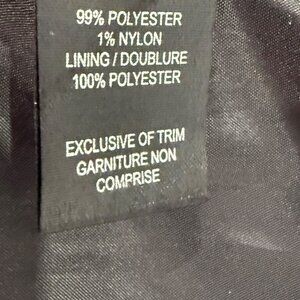 99% POLYESTER
1% NYLON
LINING / DOUBLURE
100% POLYESTER
EXCLUSIVE OF TRIM
GARNITURE NON
COMPRISE